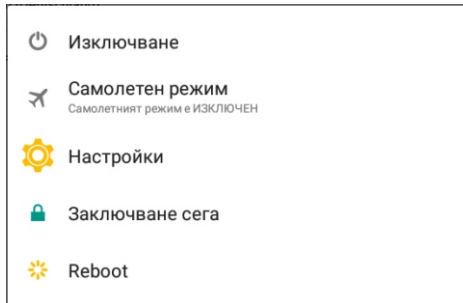 Изключване
Самолетен режим
Самолетният режим е ИЗКЛЮЧЕН
Настройки
Заключване сега
Reboot